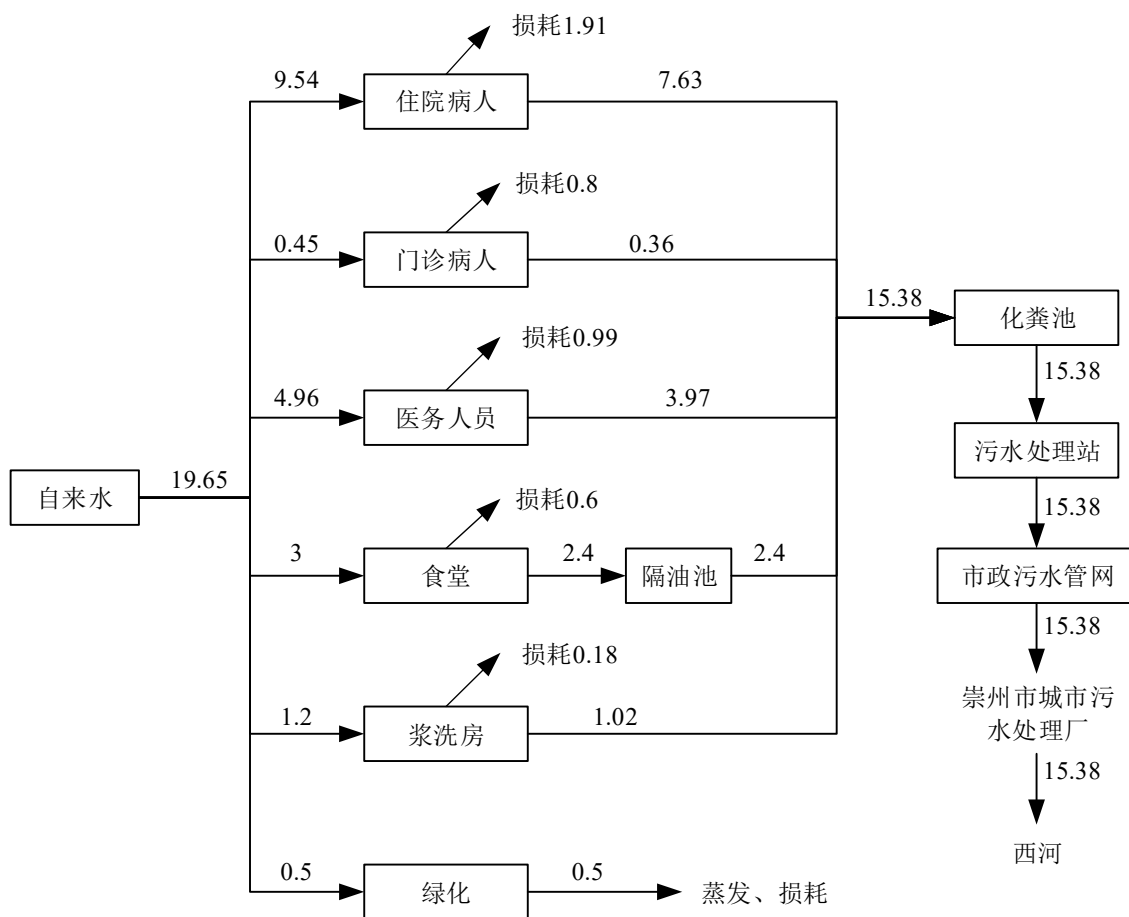 损耗1.91
9.54
住院病人
7.63
损耗0.8
0.45
门诊病人
0.36
15.38
化粪池
损耗0.99
15.38
4.96
医务人员
3.97
污水处理站
自来水
19.65
损耗0.6
15.38
3
食堂
2.4
隔油池
2.4
市政污水管网
15.38
损耗0.18
崇州市城市污
水处理厂
1.2
浆洗房
1.02
15.38
西河
0.5
绿化
0.5
蒸发、损耗